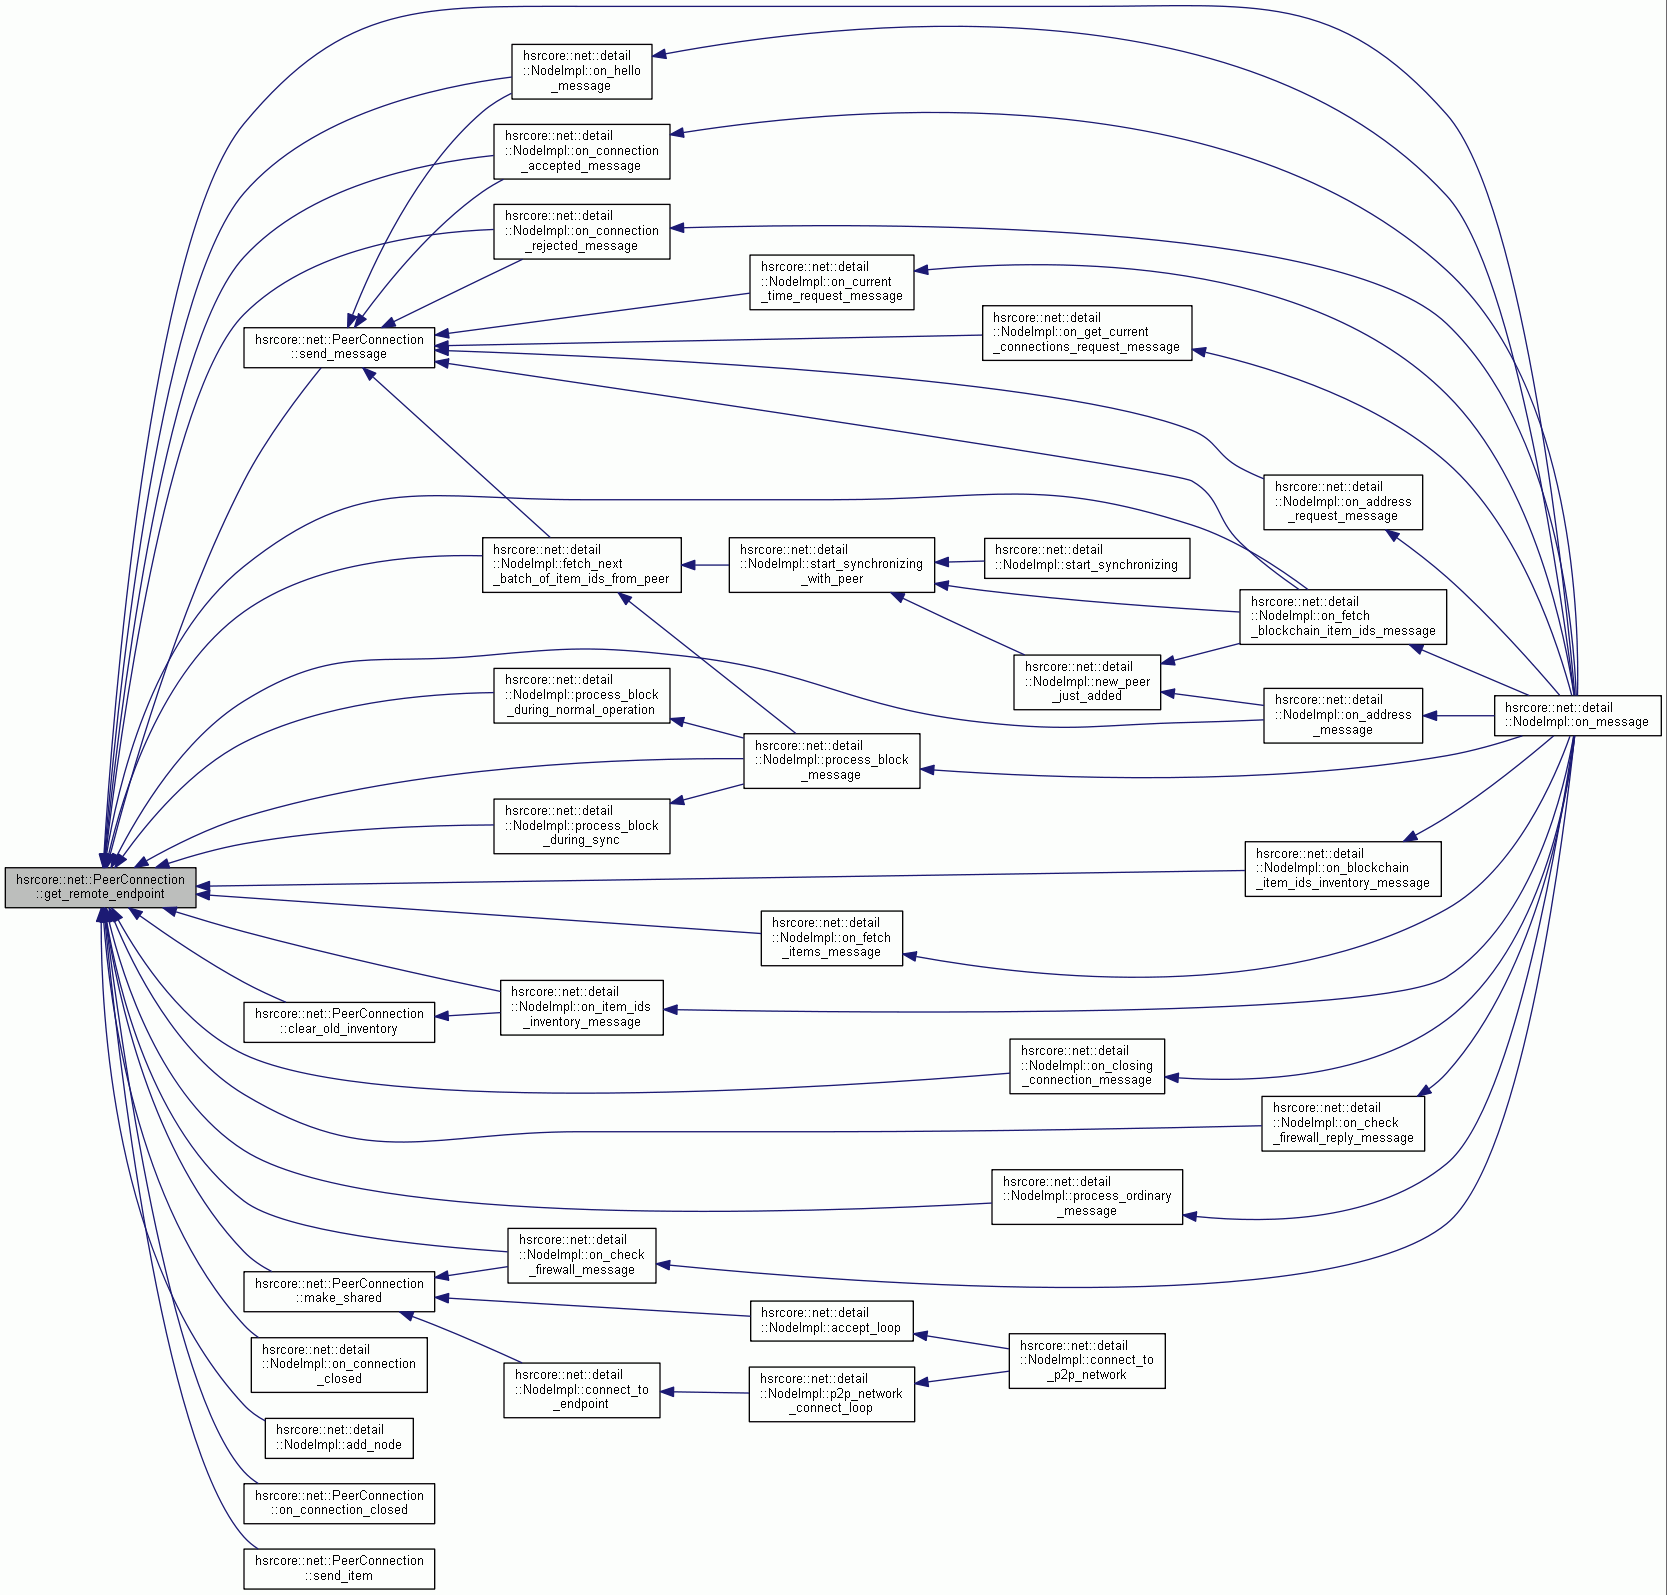 hsrcore::net::detail
::NodeImpl::on_hello
_message
hsrcore::net::detail
::NodeImpl::on_connection
_accepted_message
hsrcore::net::detail
::NodeImpl::on_connection
_rejected_message
hsrcore::net::detail
::NodeImpl::on_current
_time_request_message
hsrcore::net::detail
::NodeImpl::on_get_current
_connections_request_message
hsrcore::net::PeerConnection
::send_message
hsrcore::net::detail
::NodeImpl::on_address
_request_message
hsrcore::net::detail
::NodeImpl::fetch_next
_batch_of_item_ids_from_peer
hsrcore::net::detail
::NodeImpl::start_synchronizing
_with_peer
hsrcore::net::detail
::NodeImpl::start_synchronizing
hsrcore::net::detail
::NodeImpl::on_fetch
_blockchain_item_ids_message
hsrcore::net::detail
::NodeImpl::new_peer
_just_added
hsrcore::net::detail
::NodeImpl::process_block
_during_normal_operation
hsrcore::net::detail
::NodeImpl::on_address
_message
hsrcore::net::detail
::NodeImpl::on_message
hsrcore::net::detail
::NodeImpl::process_block
_message
hsrcore::net::detail
::NodeImpl::process_block
_during_sync
hsrcore::net::detail
::NodeImpl::on_blockchain
_item_ids_inventory_message
hsrcore::net::PeerConnection
::get_remote_endpoint
hsrcore::net::detail
::NodeImpl::on_fetch
_items_message
hsrcore::net::detail
::NodeImpl::on_item_ids
_inventory_message
hsrcore::net::PeerConnection
::clear_old_inventory
hsrcore::net::detail
::NodeImpl::on_closing
_connection_message
hsrcore::net::detail
::NodeImpl::on_check
_firewall_reply_message
hsrcore::net::detail
::NodeImpl::process_ordinary
_message
hsrcore::net::detail
::NodeImpl::on_check
_firewall_message
hsrcore::net::PeerConnection
::make_shared
hsrcore::net::detail
::NodeImpl::accept_loop
hsrcore::net::detail
::NodeImpl::connect_to
_p2p_network
hsrcore::net::detail
::NodeImpl::on_connection
_closed
hsrcore::net::detail
::NodeImpl::connect_to
_endpoint
hsrcore::net::detail
::NodeImpl::p2p_network
_connect_loop
hsrcore::net::detail
::NodeImpl::add_node
hsrcore::net::PeerConnection
::on_connection_closed
hsrcore::net::PeerConnection
::send_item